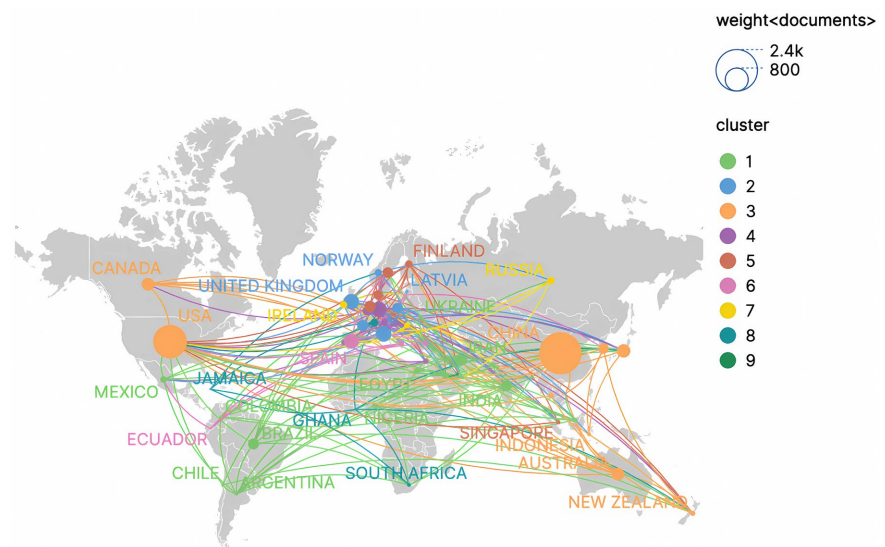 weight<documents>
2.4k
800
cluster
1
2
3
4
5
6
7
8
9
NORWAY
FINLAND
CANADA
RUSSIA
UNITED KINGDOM
LATVIA
USA
IRELAND
UKRAINE
CHINA
SPAIN
MEXICO
JAMAICA
EGYPT
INDIA
COLOMBIA
GHANA
NIGERIA
ECUADOR
BRAZIL
SINGAPORE
INDONESIA
CHILE
ARGENTINA
SOUTH AFRICA
AUSTRALIA
NEW ZEALAND